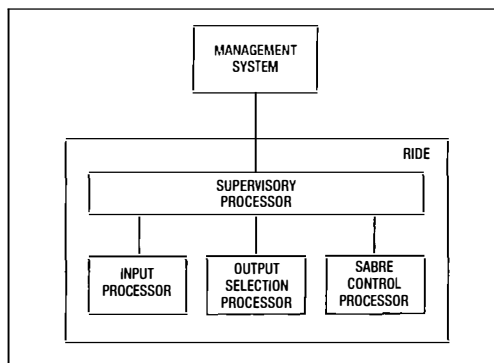 MANAGEMENT
SYSTEM
RIDE
SUPERVISORY
PROCESSOR
INPUT
PROCESSOR
OUTPUT
SELECTION
PROCESSOR
SABRE
CONTROL
PROCESSOR